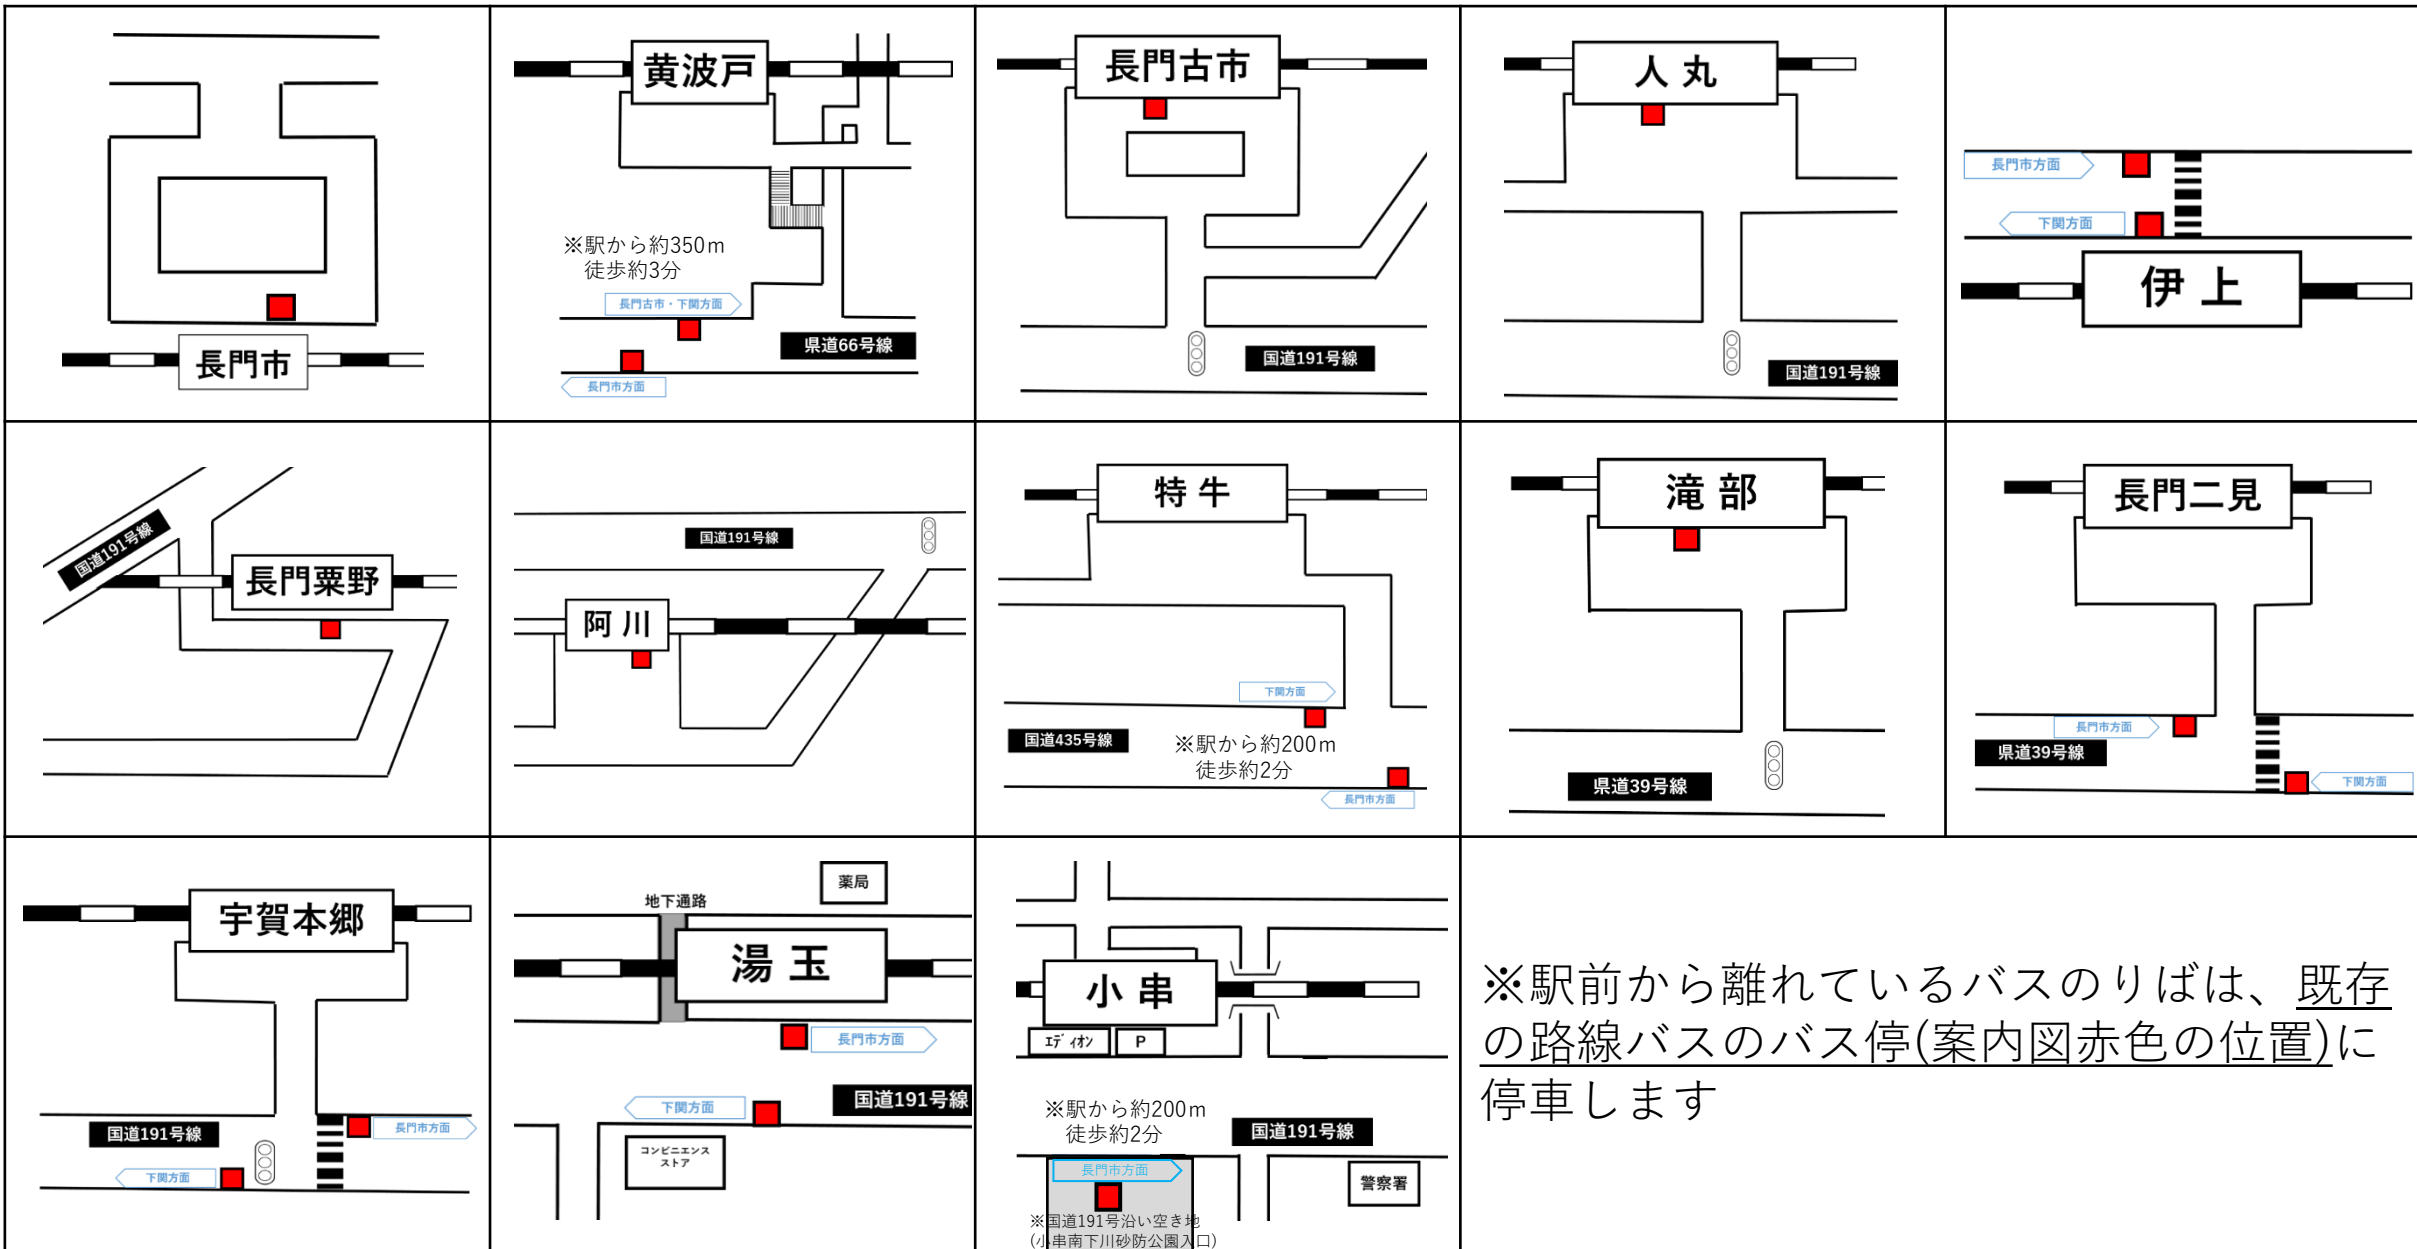 長門市
黄波戸
※駅から約350m
徒歩約3分
長門古市・下関方面
県道66号線
長門市方面
長門古市
国道191号線
人丸
国道191号線
長門市方面
下関方面
伊上
国道191号線
長門粟野
国道191号線
阿川
特牛
下関方面
国道435号線
※駅から約200m
徒歩約2分
長門市方面
滝部
県道39号線
長門二見
長門市方面
県道39号線
下関方面
宇賀本郷
国道191号線
長門市方面
下関方面
薬局
地下通路
湯玉
長門市方面
国道191号線
下関方面
コンビニエンス
ストア
小串
エディオン
P
※駅から約200m
徒歩約2分
国道191号線
長門市方面
警察署
※国道191号沿い空き地
(小串南下川砂防公園入口)
※駅前から離れているバスのりばは、既存
の路線バスのバス停(案内図赤色の位置)に
停車します